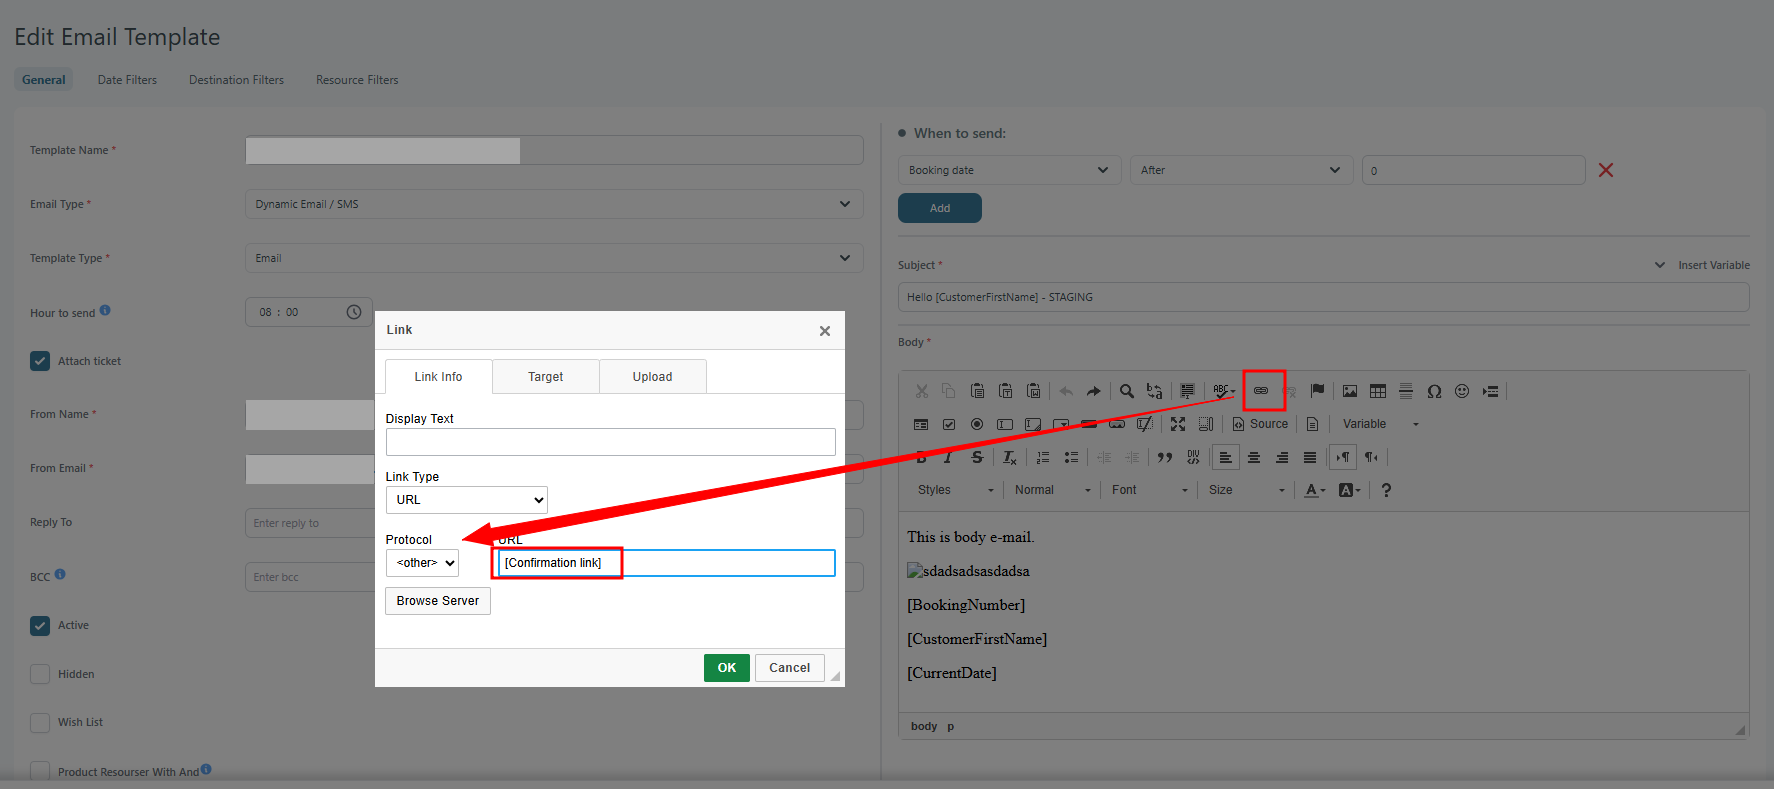 Edit Email Template
General
Date Filters
Destination Filters
Resource Filters
Template Name *
Email Type *
Dynamic Email / SMS
Template Type *
Email
Hour to send
08 : 00
Attach ticket
From Name *
From Email *
Reply To
Enter reply to
BCC
Enter bcc
Active
Hidden
Wish List
Product Resourser With And
Link
Link Info
Target
Upload
Display Text
Link Type
URL
Protocol
URL
<other>
[Confirmation link]
Browse Server
OK
Cancel
When to send:
Booking date
After
0
Add
Subject *
Insert Variable
Hello [CustomerFirstName] - STAGING
Body *
ABC
Source
Variable
B
I
S
DIV
Styles
Normal
Font
Size
A
A
?
This is body e-mail.
sdadsadsasdadsa
[BookingNumber]
[CustomerFirstName]
[CurrentDate]
body p